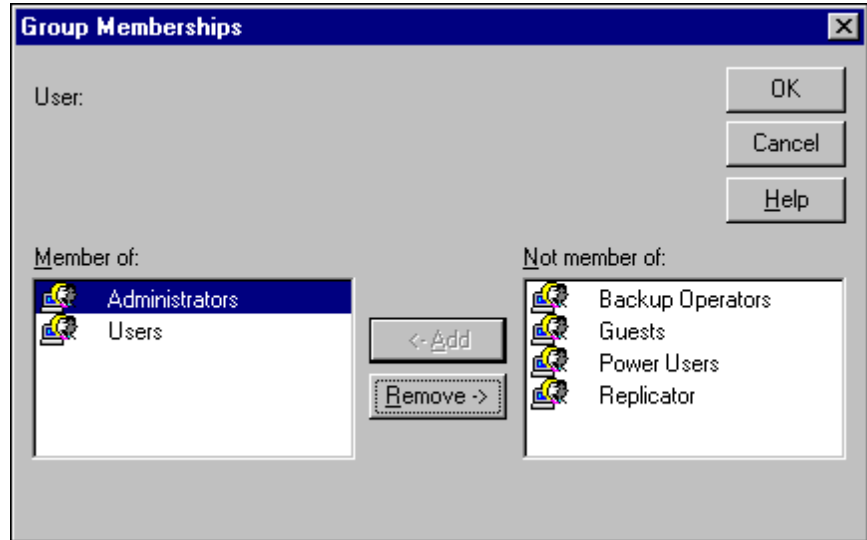 Group Memberships
User:
OK
Cancel
Help
Member of:
Administrators
Users
<-Add
Remove ->
Not member of:
Backup Operators
Guests
Power Users
Replicator